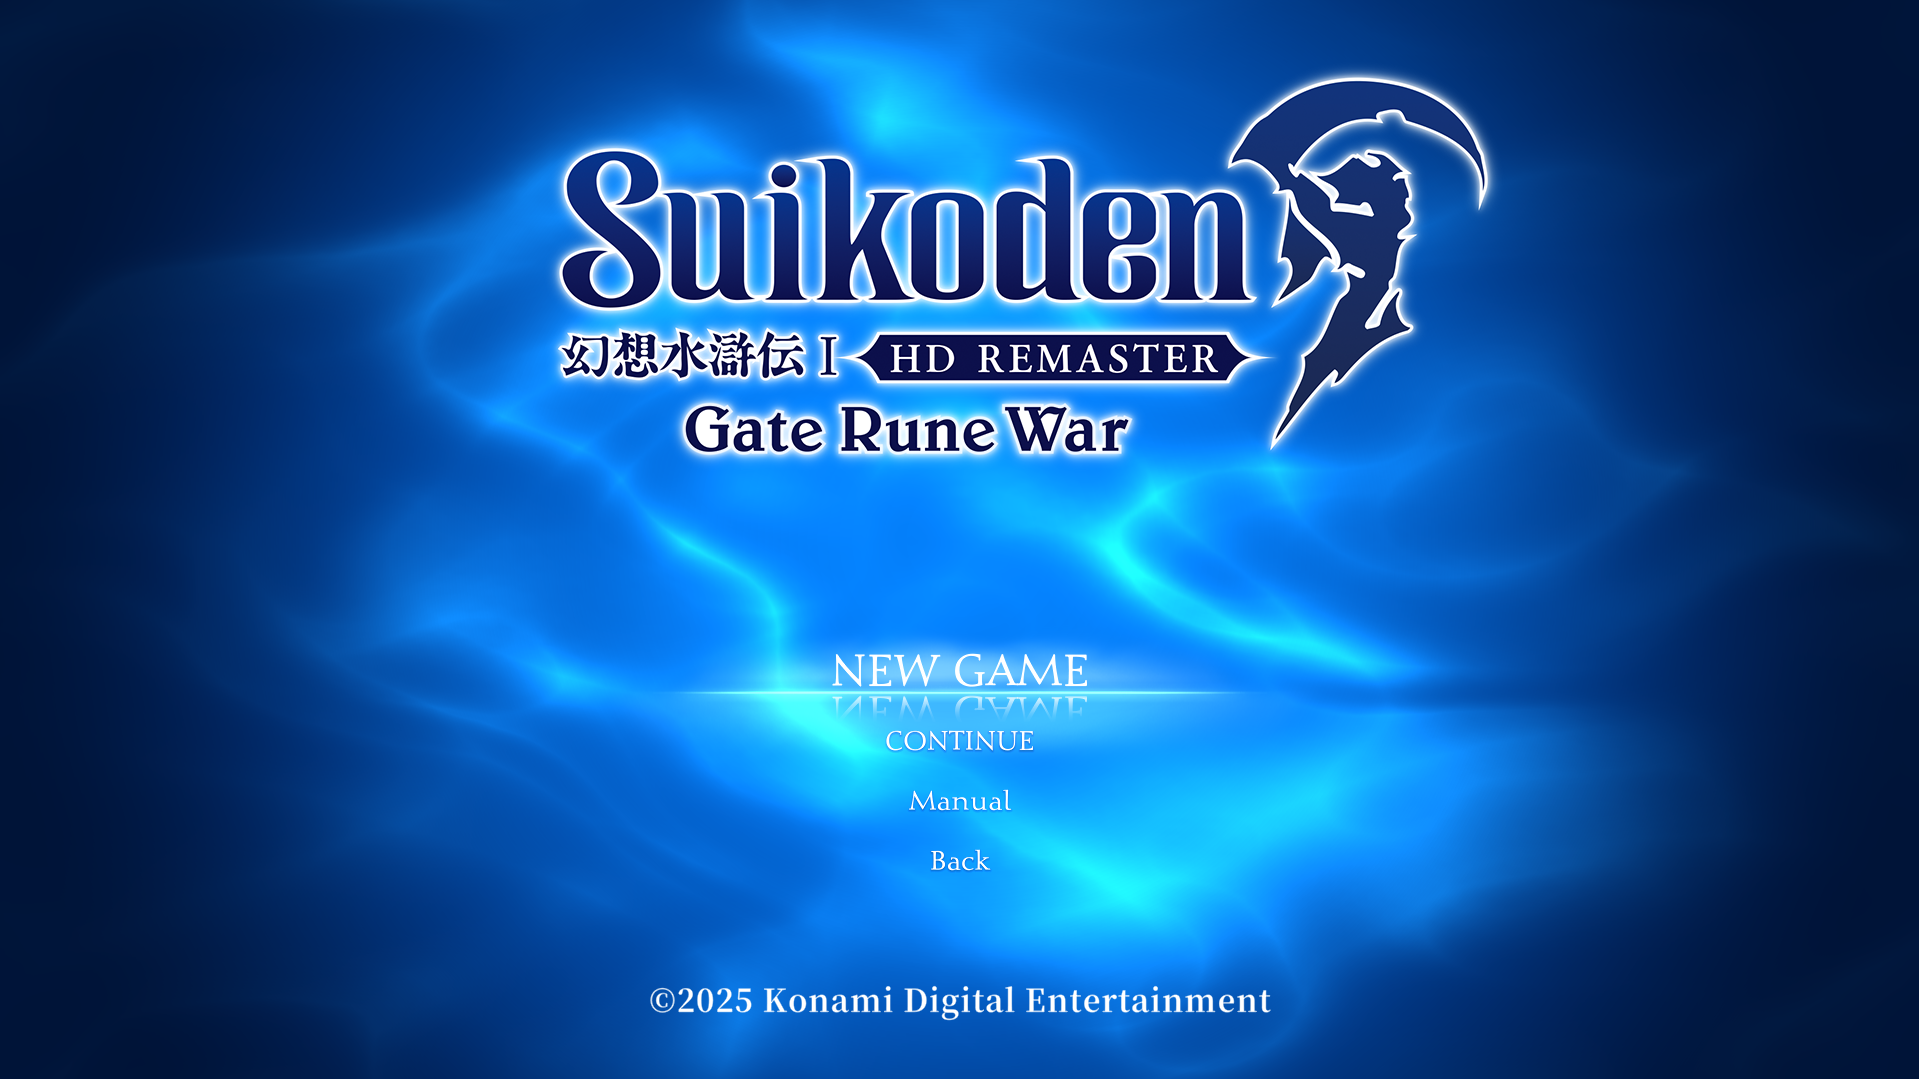 Suikoden
幻想水滸伝 I HD REMASTER
Gate Rune War
NEW GAME
CONTINUE
Manual
Back
©2025 Konami Digital Entertainment